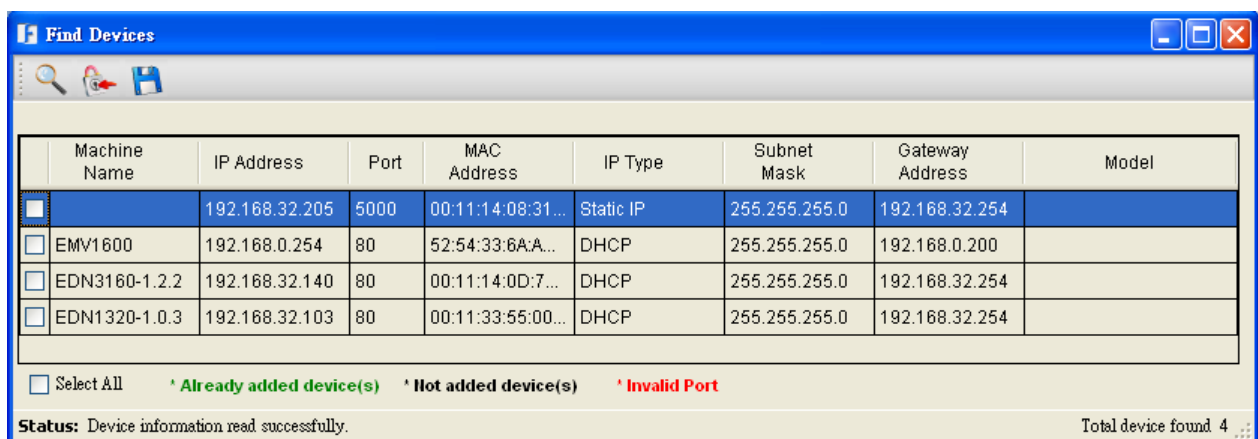 Find Devices
Machine Name IP Address Port MAC Address IP Type Subnet Mask Gateway Address Model
192.168.32.205 5000 00:11:14:08:31... Static IP 255.255.255.0 192.168.32.254
EMV1600 192.168.0.254 80 52:54:33:6A:A... DHCP 255.255.255.0 192.168.0.200
EDN3160-1.2.2 192.168.32.140 80 00:11:14:0D:7... DHCP 255.255.255.0 192.168.32.254
EDN1320-1.0.3 192.168.32.103 80 00:11:33:55:00... DHCP 255.255.255.0 192.168.32.254
Select All * Already added device(s) * Not added device(s) * Invalid Port
Status: Device information read successfully. Total device found 4